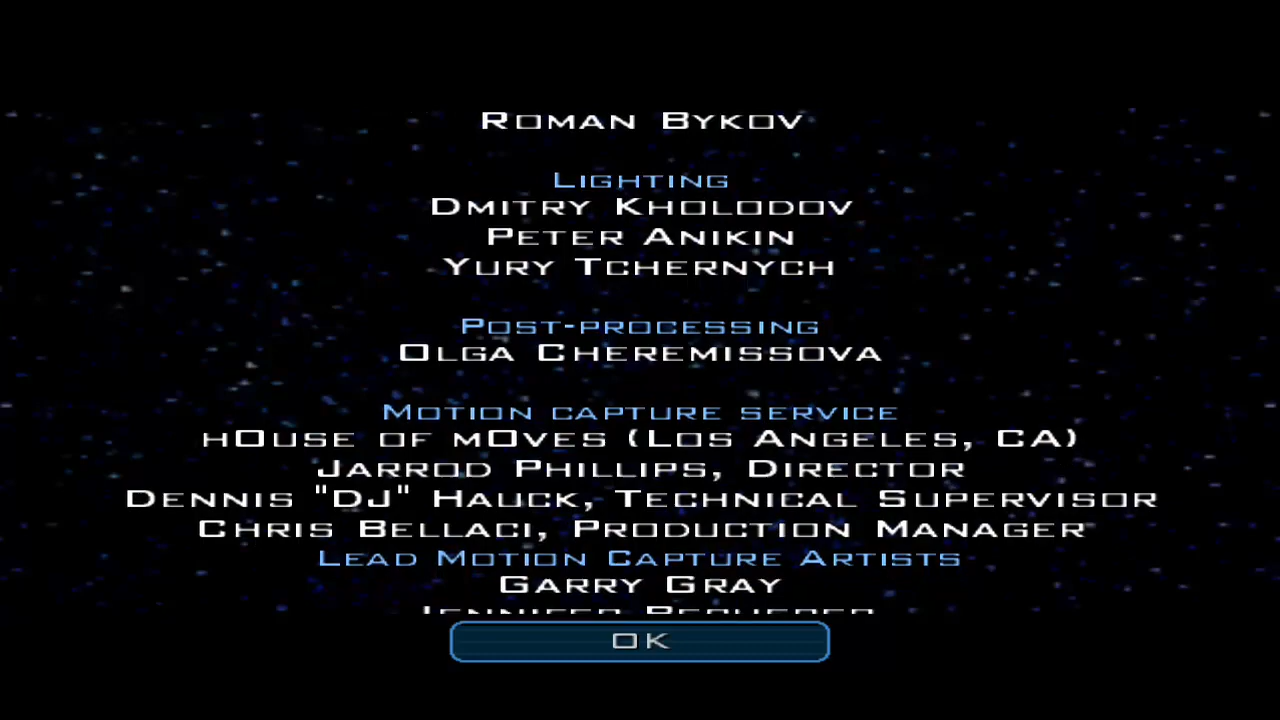 Roman Bykov
Lighting
Dmitry Kholodov
Peter Anikin
Yury Tchernych
Post-processing
Olga Cheremissova
Motion capture service
hOuse of mOves (Los Angeles, CA)
Jarrod Phillips, Director
Dennis "DJ" Hauck, Technical Supervisor
Chris Bellaci, Production Manager
Lead Motion Capture Artists
Garry Gray
Jennifer
OK